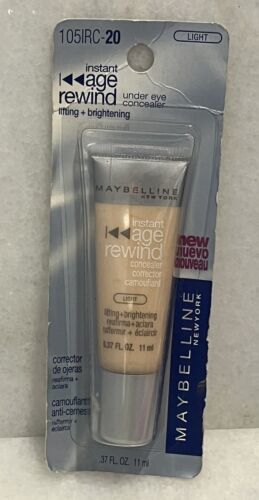 105IRC-20
LIGHT
instant
age
rewind
under eye
concealer
lifting + brightening
MAYBELLINE
NEW YORK
instant
age
rewind
concealer
corrector
camouflant
LIGHT
lifting+brightening
reafirma+aclara
raffermir + éclaircir
0.37 FL. OZ. 11 ml
new
nuevo
nouveau
MAYBELLINE
NEW YORK
corrector
de ojeras
reafirma +
aclara
camouflant
anti-cernes
raffermir +
éclaircir
.37 FL. OZ. 11 ml